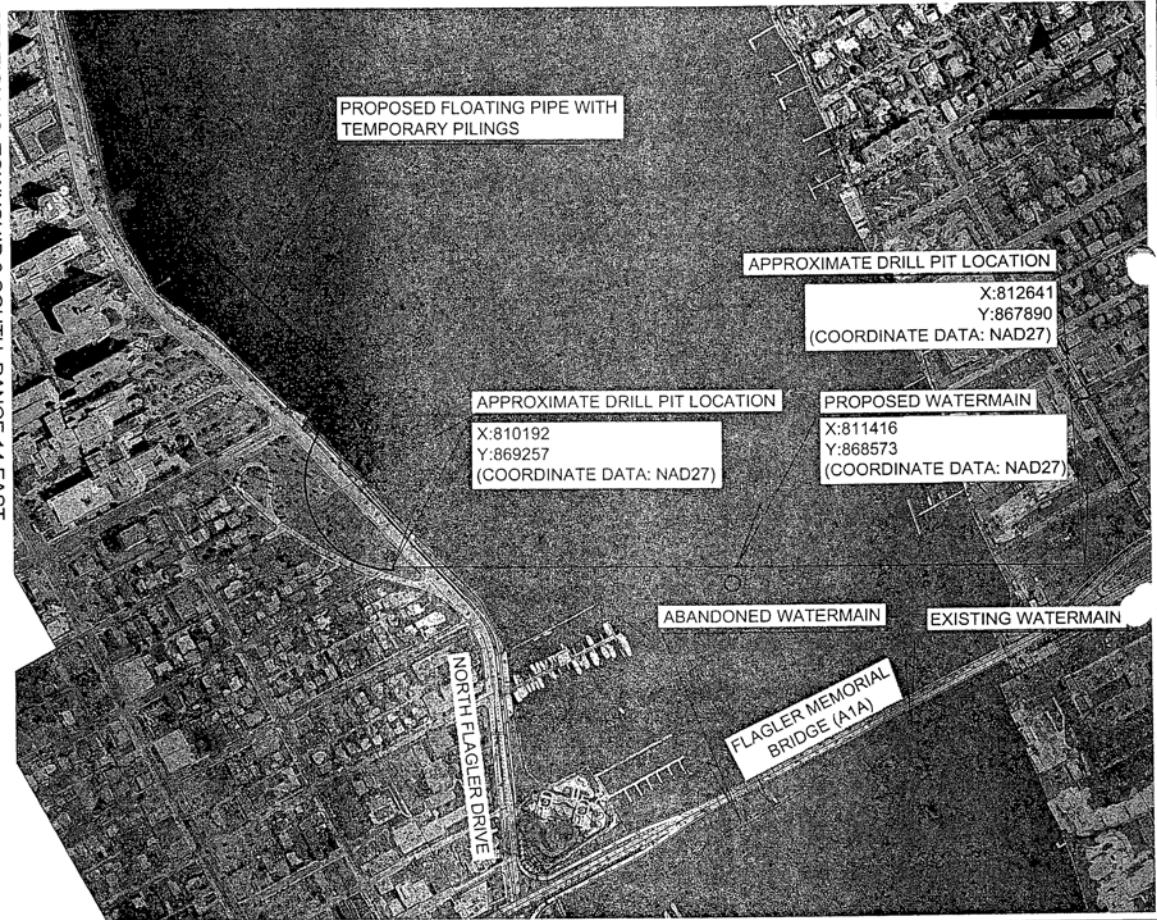 PROPOSED FLOATING PIPE WITH
TEMPORARY PILINGS
APPROXIMATE DRILL PIT LOCATION
X:812641
Y:867890
(COORDINATE DATA: NAD27)
APPROXIMATE DRILL PIT LOCATION
X:810192
Y:869257
(COORDINATE DATA: NAD27)
PROPOSED WATERMAIN
X:811416
Y:868573
(COORDINATE DATA: NAD27)
ABANDONED WATERMAIN
EXISTING WATERMAIN
NORTH FLAGLER DRIVE
FLAGLER MEMORIAL
BRIDGE (A1A)